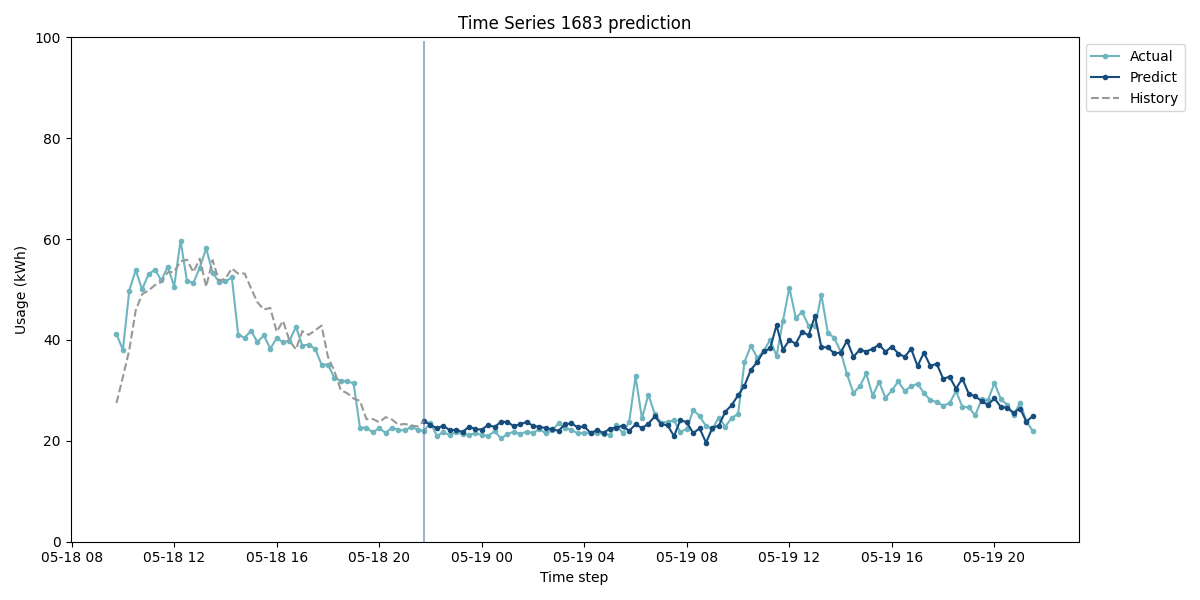 Time Series 1683 prediction
100
80
60
40
20
0
Usage (kWh)
05-18 08
05-18 12
05-18 16
05-18 20
05-19 00
05-19 04
05-19 08
05-19 12
05-19 16
05-19 20
Time step
Actual
Predict
History